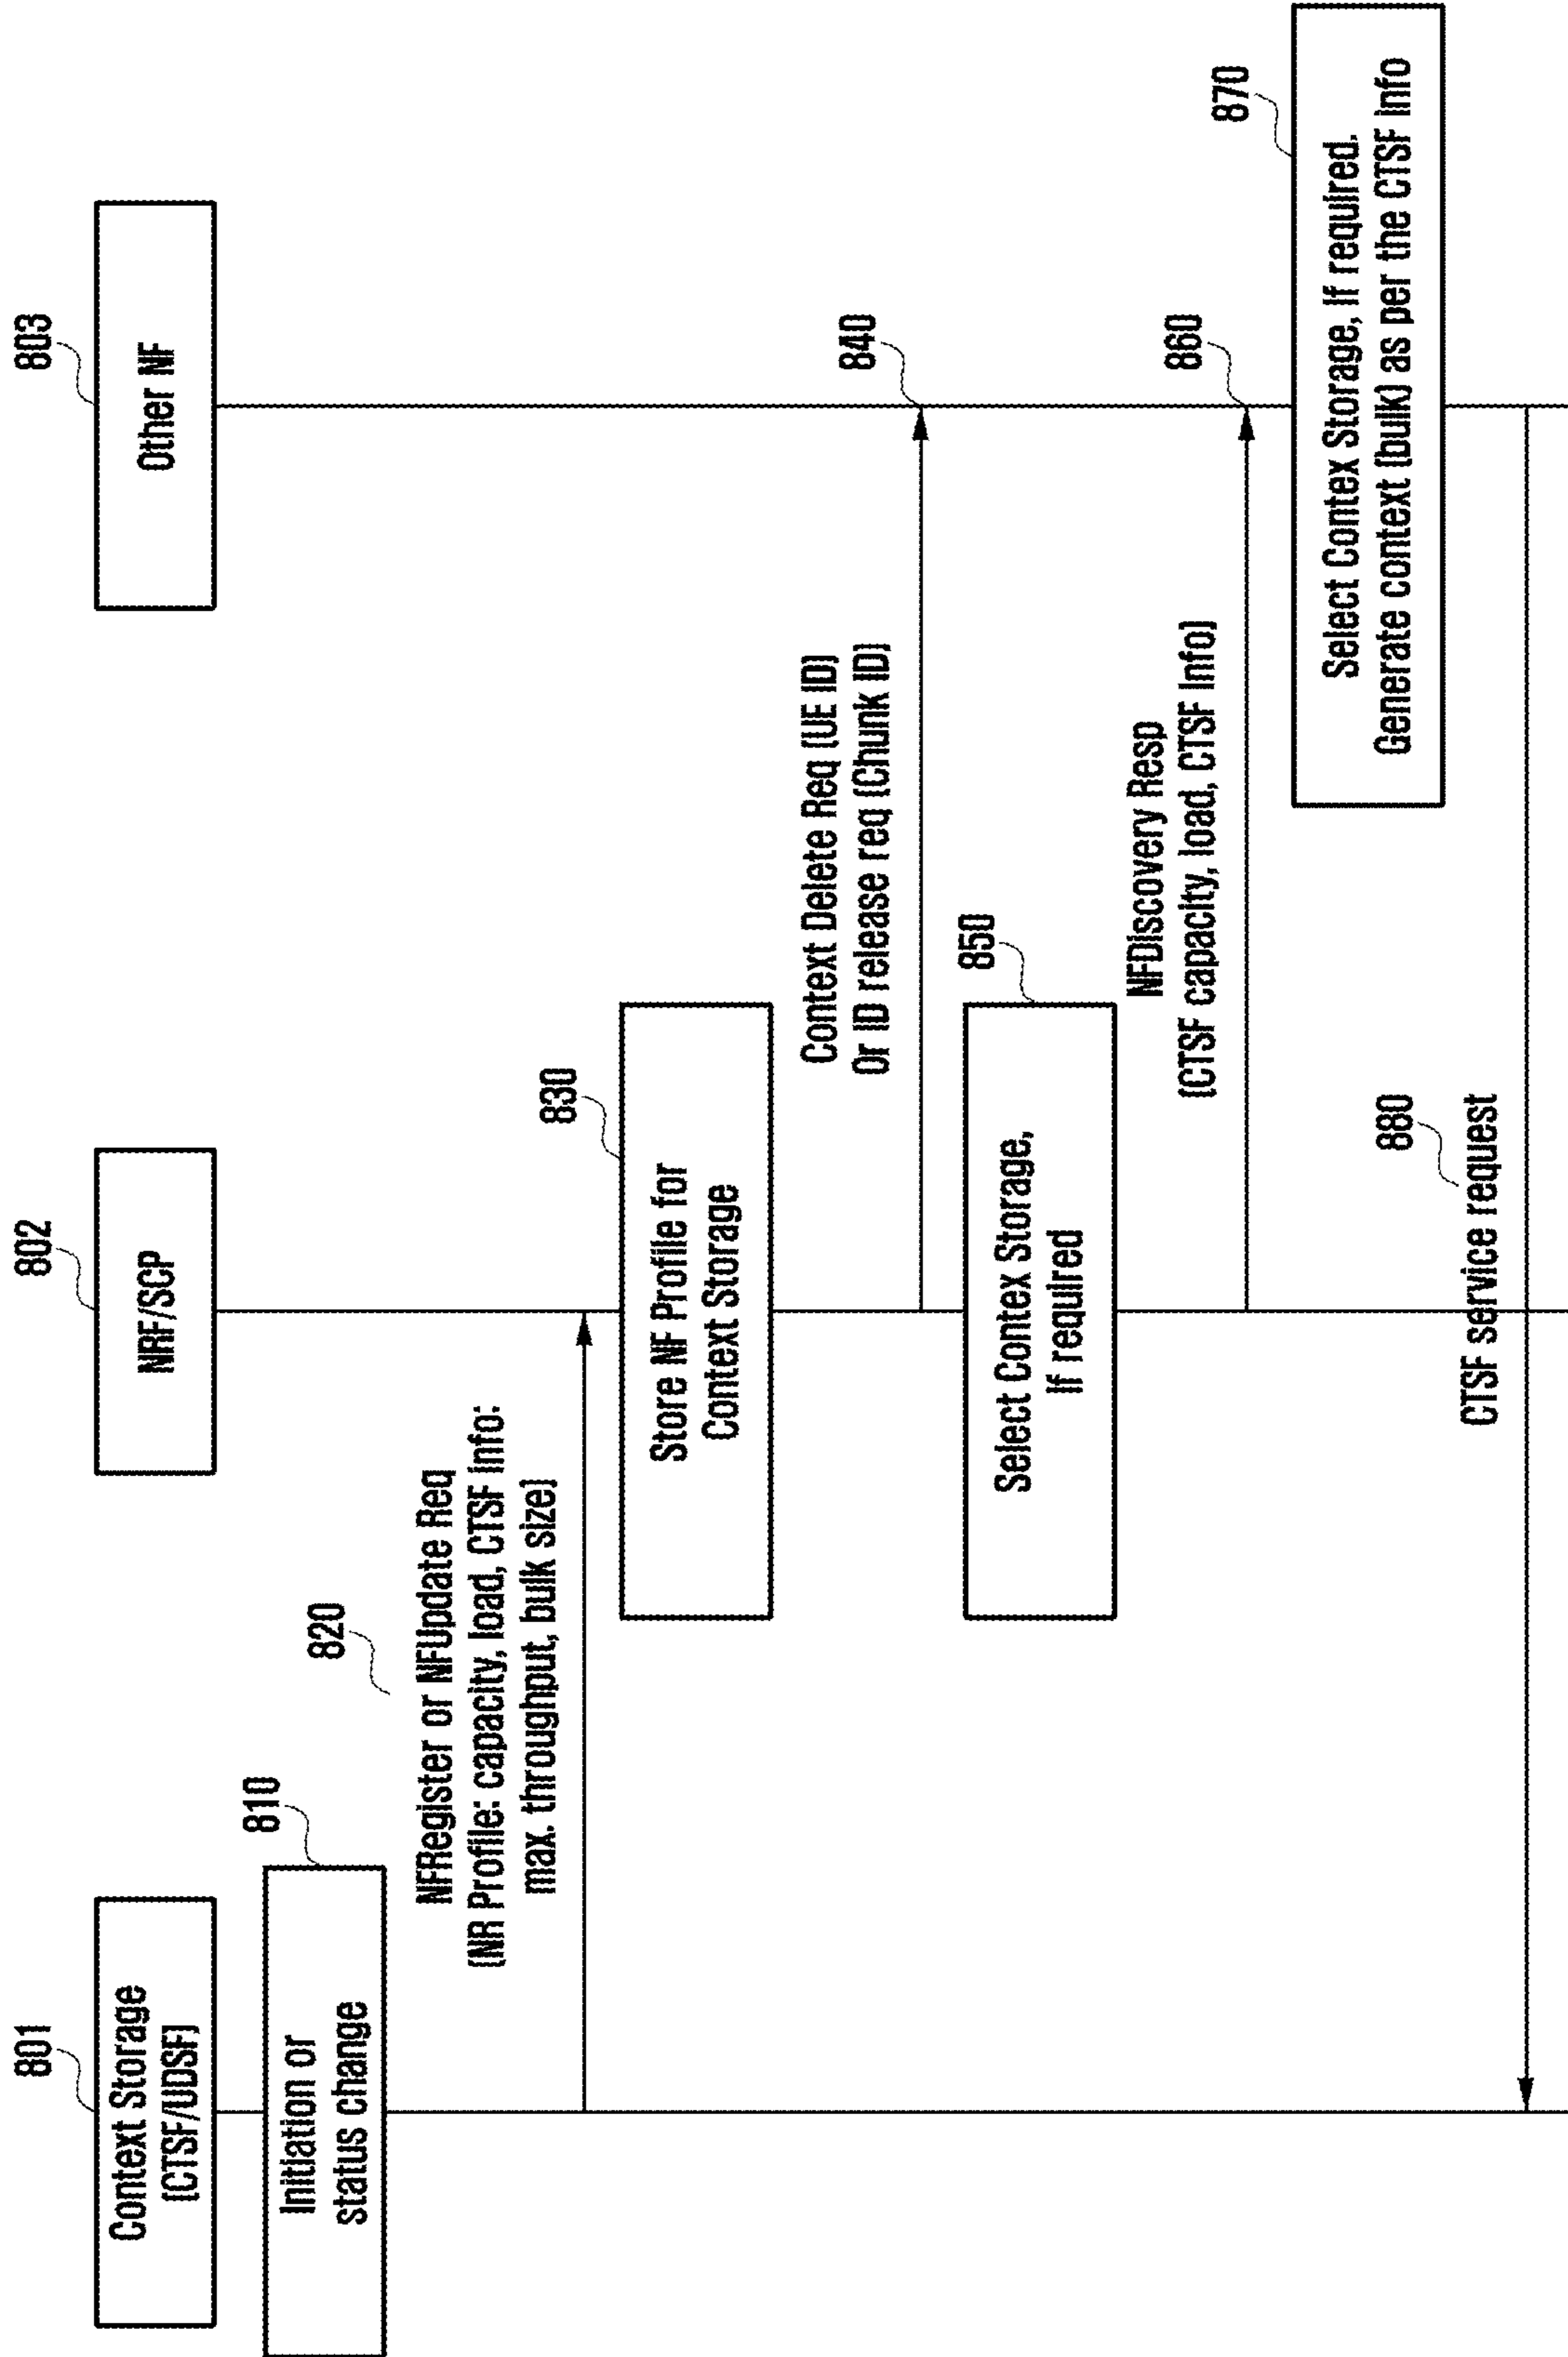 801
Context Storage
(CTSF/UDSF)
802
NRF/SCP
803
Other NF
810
Initiation or
status change
820
NFRegister or NFUpdate Req
(NR Profile: capacity, load, CTSF Info:
max. throughput, bulk size)
830
Store NF Profile for
Context Storage
Context Delete Req (UE ID)
Or ID release req (Chunk ID)
840
850
Select Contex Storage,
If required
NFDiscovery Resp
(CTSF capacity, load, CTSF Info)
860
870
Select Contex Storage, If required.
Generate context (bulk) as per the CTSF Info
880
CTSF service request